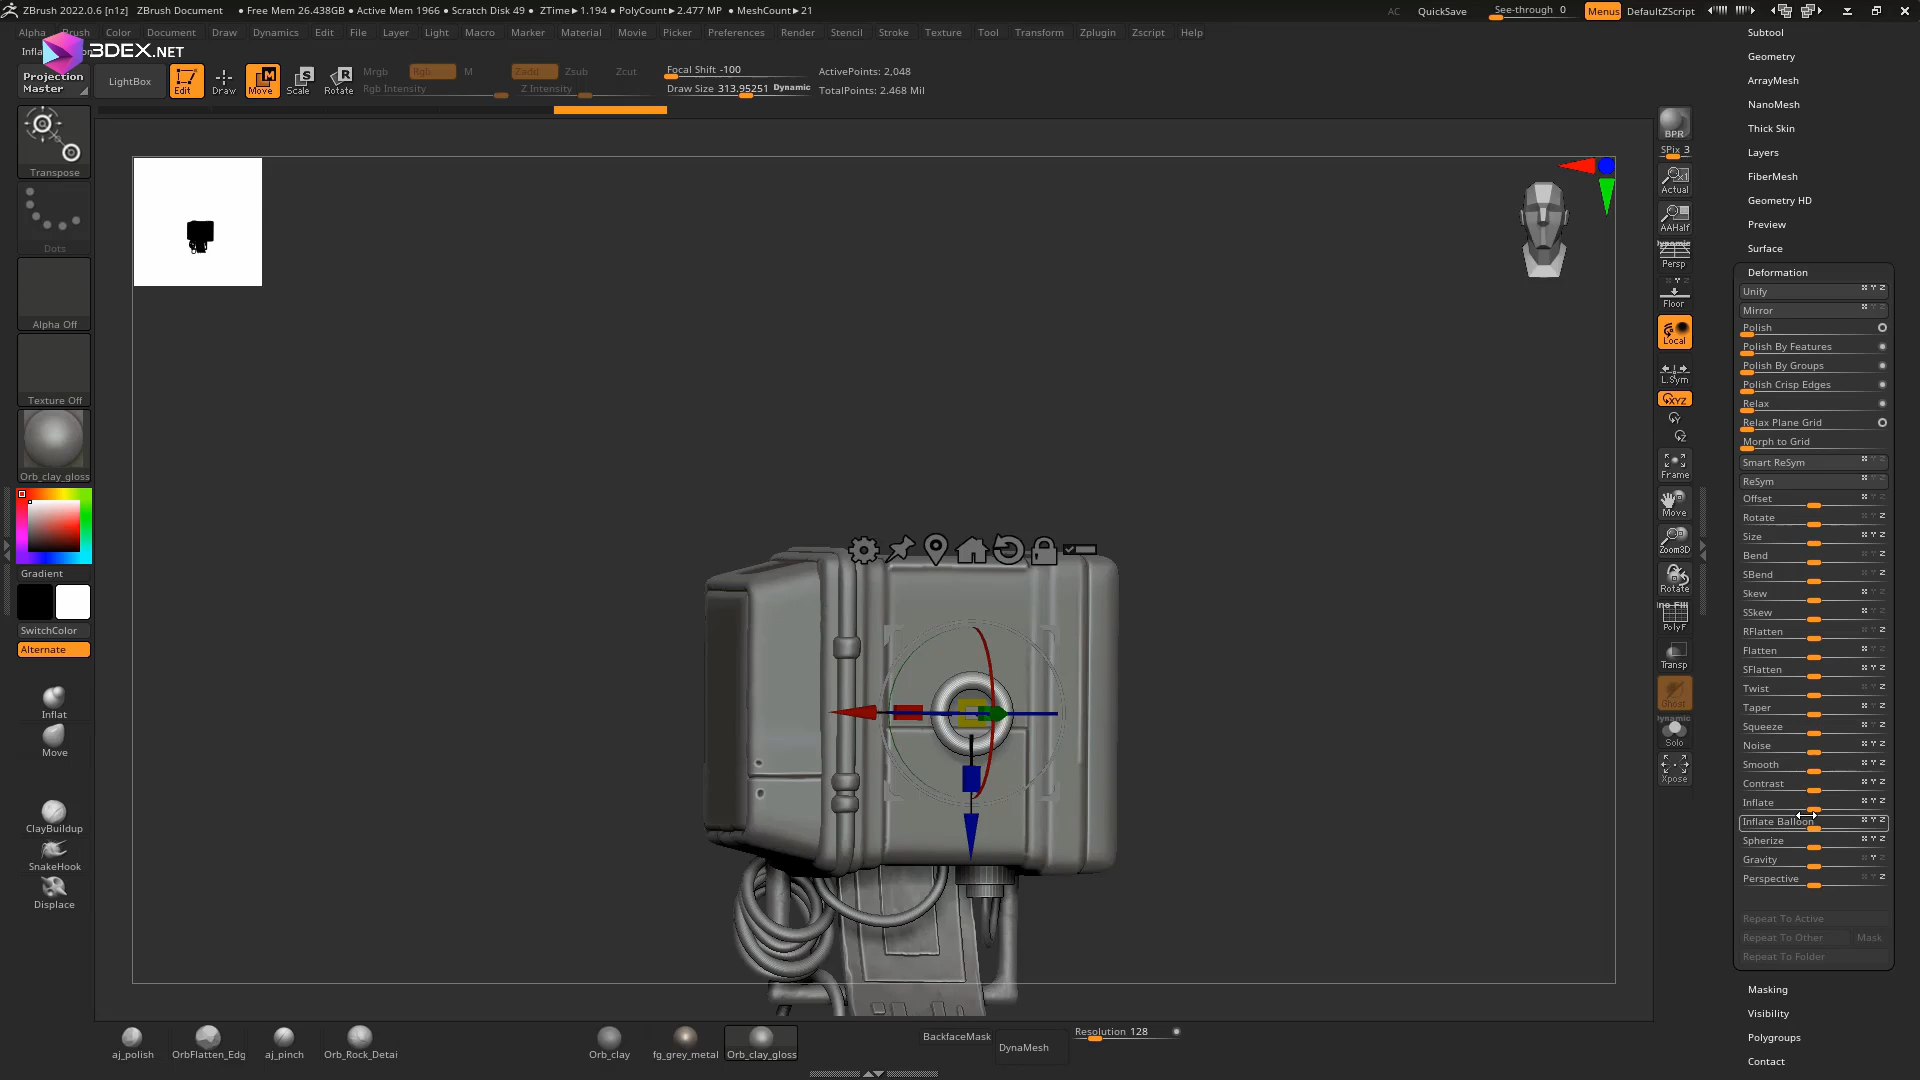 ZBrush 2022.0.6 [n1z] ZBrush Document ● Free Mem 26.438GB ● Active Mem 1966 ● Scratch Disk 49 ● ZTime►1.194 ● PolyCount►2.477 MP ● MeshCount►21 AC QuickSave See-through 0 Menus DefaultZScript
Alpha Brush Color Document Draw Dynamics Edit File Layer Light Macro Marker Material Movie Picker Preferences Render Stencil Stroke Texture Tool Transform Zplugin Zscript Help
3DEX.NET
Projection Master
LightBox
Edit
Draw
Move
Scale
Rotate
Mrgb
Rgb
M
Rgb Intensity
Zadd
Zsub
Zcut
Z Intensity
Focal Shift -100
Draw Size 313.95251 Dynamic
ActivePoints: 2,048
TotalPoints: 2.468 Mil
Transpose
Dots
Alpha Off
Texture Off
Orb_clay_gloss
Gradient
SwitchColor
Alternate
Inflat
Move
ClayBuildup
SnakeHook
Displace
BPR
SPix 3
Actual
AAHalf
Dynamic
Persp
Floor
Local
L.Sym
XYZ
Frame
Move
Zoom3D
Rotate
PolyF
Transp
Ghost
Dynamic
Solo
Xpose
Subtool
Geometry
ArrayMesh
NanoMesh
Thick Skin
Layers
FiberMesh
Geometry HD
Preview
Surface
Deformation
Unify
Mirror
Polish
Polish By Features
Polish By Groups
Polish Crisp Edges
Relax
Relax Plane Grid
Morph to Grid
Smart ReSym
ReSym
Offset
Rotate
Size
Bend
SBend
Skew
SSkew
RFlatten
Flatten
SFlatten
Twist
Taper
Squeeze
Noise
Smooth
Contrast
Inflate
Inflate Balloon
Spherize
Gravity
Perspective
Repeat To Active
Repeat To Other Mask
Repeat To Folder
Masking
Visibility
Polygroups
Contact
aj_polish
OrbFlatten_Edg
aj_pinch
Orb_Rock_Detai
Orb_clay
fg_grey_metal
Orb_clay_gloss
BackfaceMask
DynaMesh
Resolution 128